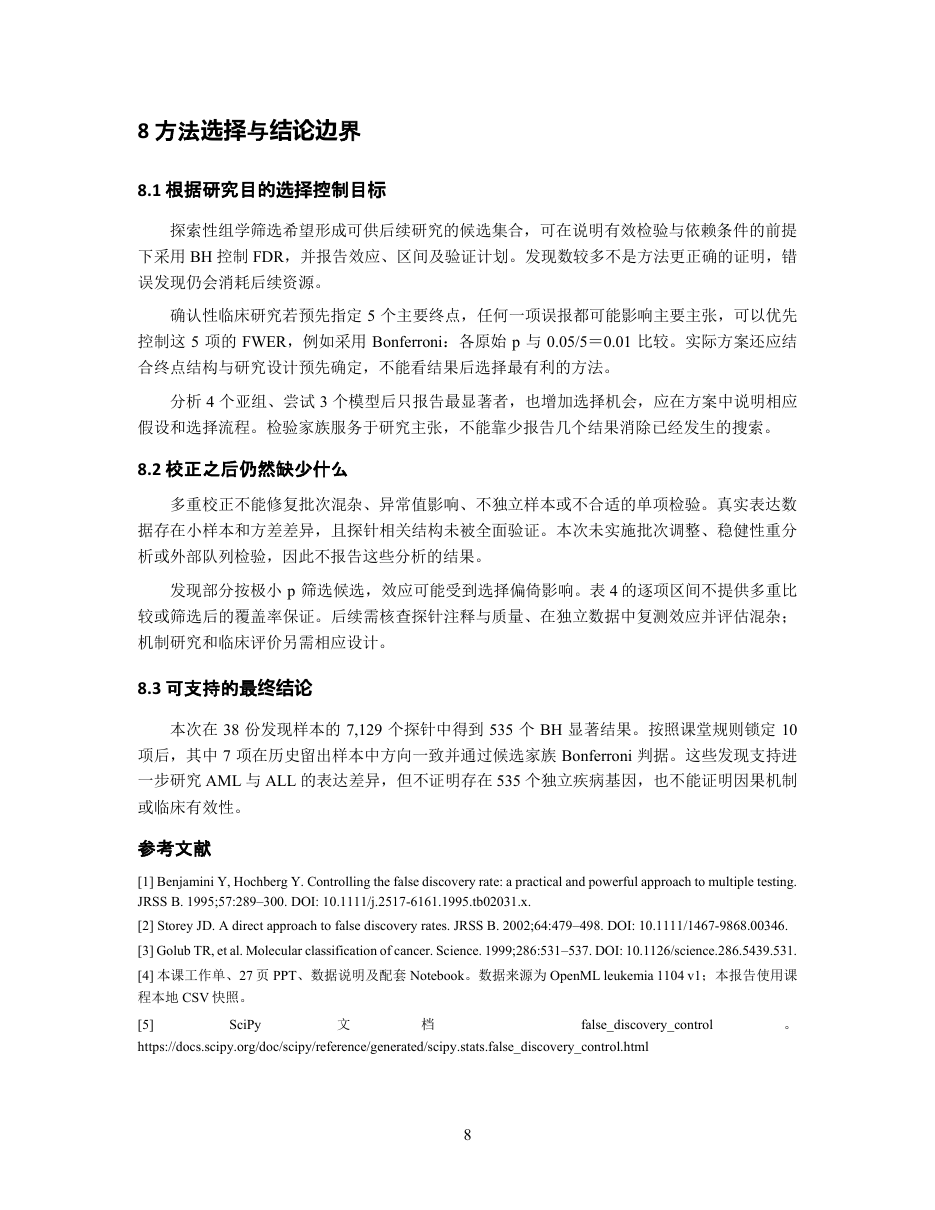 8 方法选择与结论边界
8.1 根据研究目的选择控制目标
探索性组学筛选希望形成可供后续研究的候选集合，可在说明有效检验与依赖条件的前提
下采用 BH 控制 FDR，并报告效应、区间及验证计划。发现数较多不是方法更正确的证明，错
误发现仍会消耗后续资源。
确认性临床研究若预先指定 5 个主要终点，任何一项误报都可能影响主要主张，可以优先
控制这 5 项的 FWER，例如采用 Bonferroni：各原始 p 与 0.05/5＝0.01 比较。实际方案还应结
合终点结构与研究设计预先确定，不能看结果后选择最有利的方法。
分析 4 个亚组、尝试 3 个模型后只报告最显著者，也增加选择机会，应在方案中说明相应
假设和选择流程。检验家族服务于研究主张，不能靠少报告几个结果消除已经发生的搜索。
8.2 校正之后仍然缺少什么
多重校正不能修复批次混杂、异常值影响、不独立样本或不合适的单项检验。真实表达数
据存在小样本和方差差异，且探针相关结构未被全面验证。本次未实施批次调整、稳健性重分
析或外部队列检验，因此不报告这些分析的结果。
发现部分按极小 p 筛选候选，效应可能受到选择偏倚影响。表 4 的逐项区间不提供多重比
较或筛选后的覆盖率保证。后续需核查探针注释与质量、在独立数据中复测效应并评估混杂；
机制研究和临床评价另需相应设计。
8.3 可支持的最终结论
本次在 38 份发现样本的 7,129 个探针中得到 535 个 BH 显著结果。按照课堂规则锁定 10
项后，其中 7 项在历史留出样本中方向一致并通过候选家族 Bonferroni 判据。这些发现支持进
一步研究 AML 与 ALL 的表达差异，但不证明存在 535 个独立疾病基因，也不能证明因果机制
或临床有效性。
参考文献
[1] Benjamini Y, Hochberg Y. Controlling the false discovery rate: a practical and powerful approach to multiple testing.
JRSS B. 1995;57:289–300. DOI: 10.1111/j.2517-6161.1995.tb02031.x.
[2] Storey JD. A direct approach to false discovery rates. JRSS B. 2002;64:479–498. DOI: 10.1111/1467-9868.00346.
[3] Golub TR, et al. Molecular classification of cancer. Science. 1999;286:531–537. DOI: 10.1126/science.286.5439.531.
[4] 本课工作单、27 页 PPT、数据说明及配套 Notebook。数据来源为 OpenML leukemia 1104 v1；本报告使用课
程本地 CSV 快照。
[5] SciPy 文档 false_discovery_control 。
https://docs.scipy.org/doc/scipy/reference/generated/scipy.stats.false_discovery_control.html
8